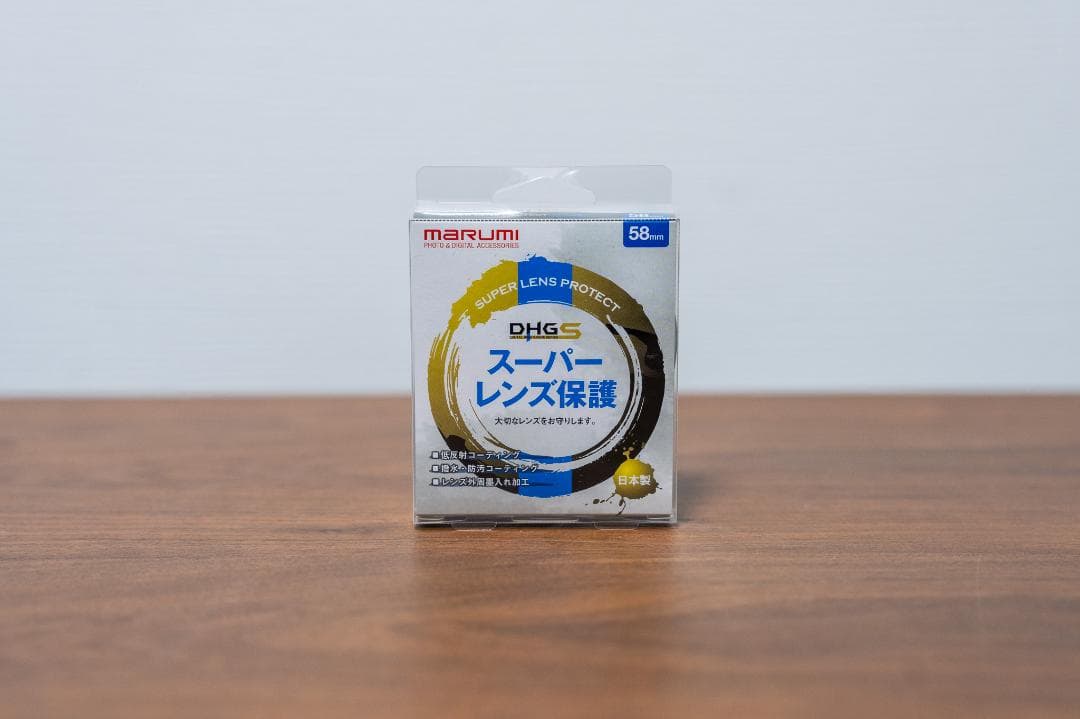 marumi
PHOTO & DIGITAL ACCESSORIES
58mm
SUPER LENS PROTECT
DHG S
スーパー
レンズ保護
大切なレンズをお守りします。
■ 低反射コーティング
■ 撥水・防汚コーティング
■ レンズ外周墨入れ加工
日本製